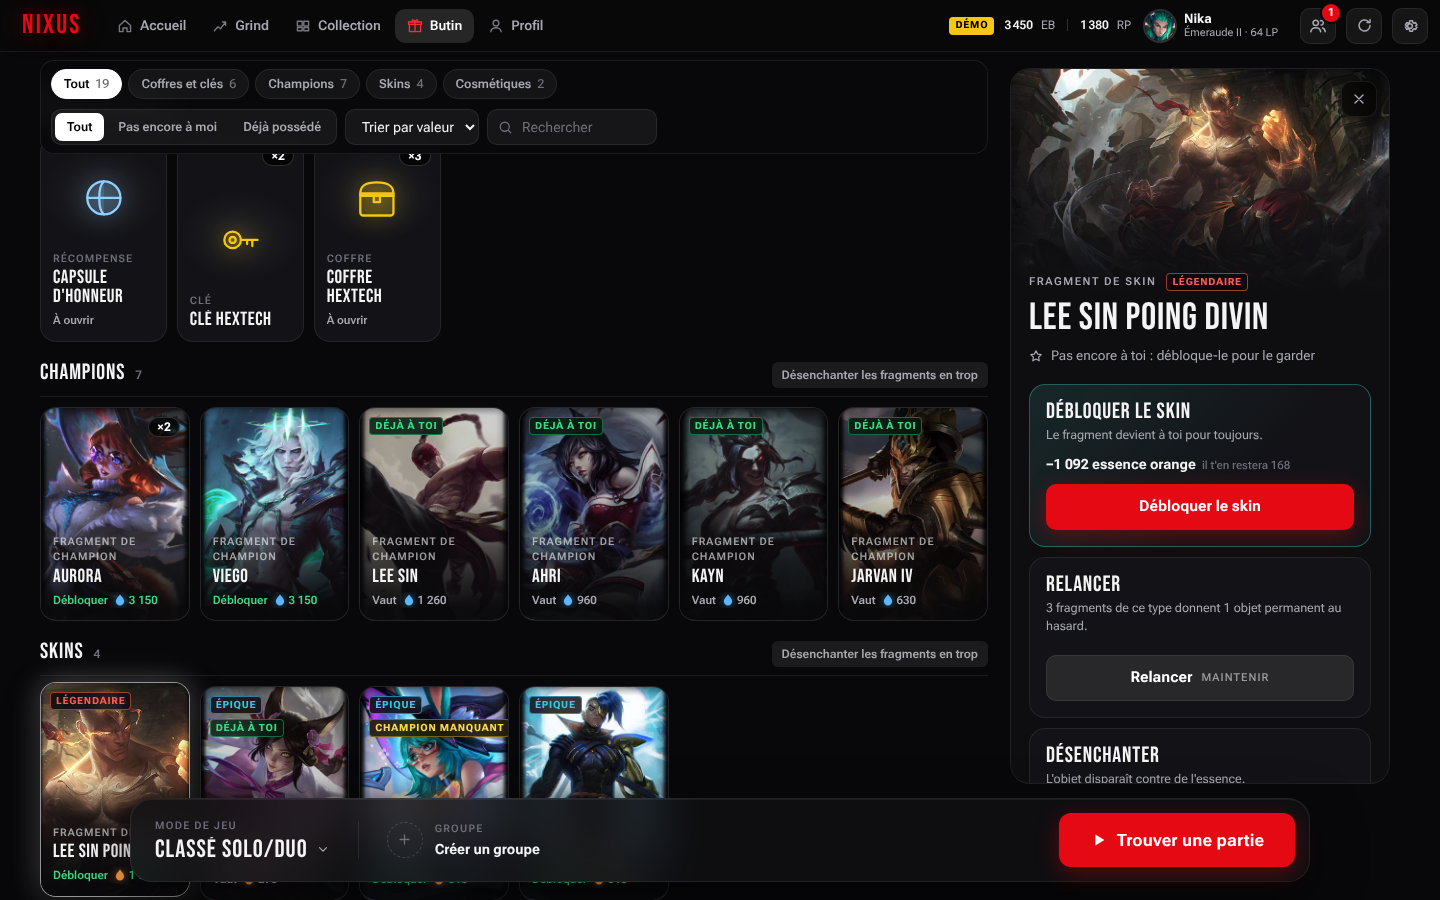 NIXUS
Accueil
Grind
Collection
Butin
Profil
DÉMO
3 450 EB
1 380 RP
Nika
Émeraude II · 64 LP
1
Tout 19
Coffres et clés 6
Champions 7
Skins 4
Cosmétiques 2
Tout
Pas encore à moi
Déjà possédé
Trier par valeur
Rechercher
RÉCOMPENSE
CAPSULE D'HONNEUR
À ouvrir
×2
CLÉ
CLÉ HEXTECH
×3
COFFRE
COFFRE HEXTECH
À ouvrir
CHAMPIONS 7
Désenchanter les fragments en trop
×2
FRAGMENT DE CHAMPION
AURORA
Débloquer 3 150
FRAGMENT DE CHAMPION
VIEGO
Débloquer 3 150
DÉJÀ À TOI
FRAGMENT DE CHAMPION
LEE SIN
Vaut 1 260
DÉJÀ À TOI
FRAGMENT DE CHAMPION
AHRI
Vaut 960
DÉJÀ À TOI
FRAGMENT DE CHAMPION
KAYN
Vaut 960
DÉJÀ À TOI
FRAGMENT DE CHAMPION
JARVAN IV
Vaut 630
SKINS 4
Désenchanter les fragments en trop
LÉGENDAIRE
FRAGMENT D
LEE SIN POIN
Débloquer 1
ÉPIQUE
DÉJÀ À TOI
ÉPIQUE
CHAMPION MANQUANT
ÉPIQUE
FRAGMENT DE SKIN
LÉGENDAIRE
LEE SIN POING DIVIN
Pas encore à toi : débloque-le pour le garder
DÉBLOQUER LE SKIN
Le fragment devient à toi pour toujours.
−1 092 essence orange il t'en restera 168
Débloquer le skin
RELANCER
3 fragments de ce type donnent 1 objet permanent au
hasard.
Relancer MAINTENIR
DÉSENCHANTER
L'objet disparaît contre de l'essence.
MODE DE JEU
CLASSÉ SOLO/DUO
GROUPE
Créer un groupe
Trouver une partie